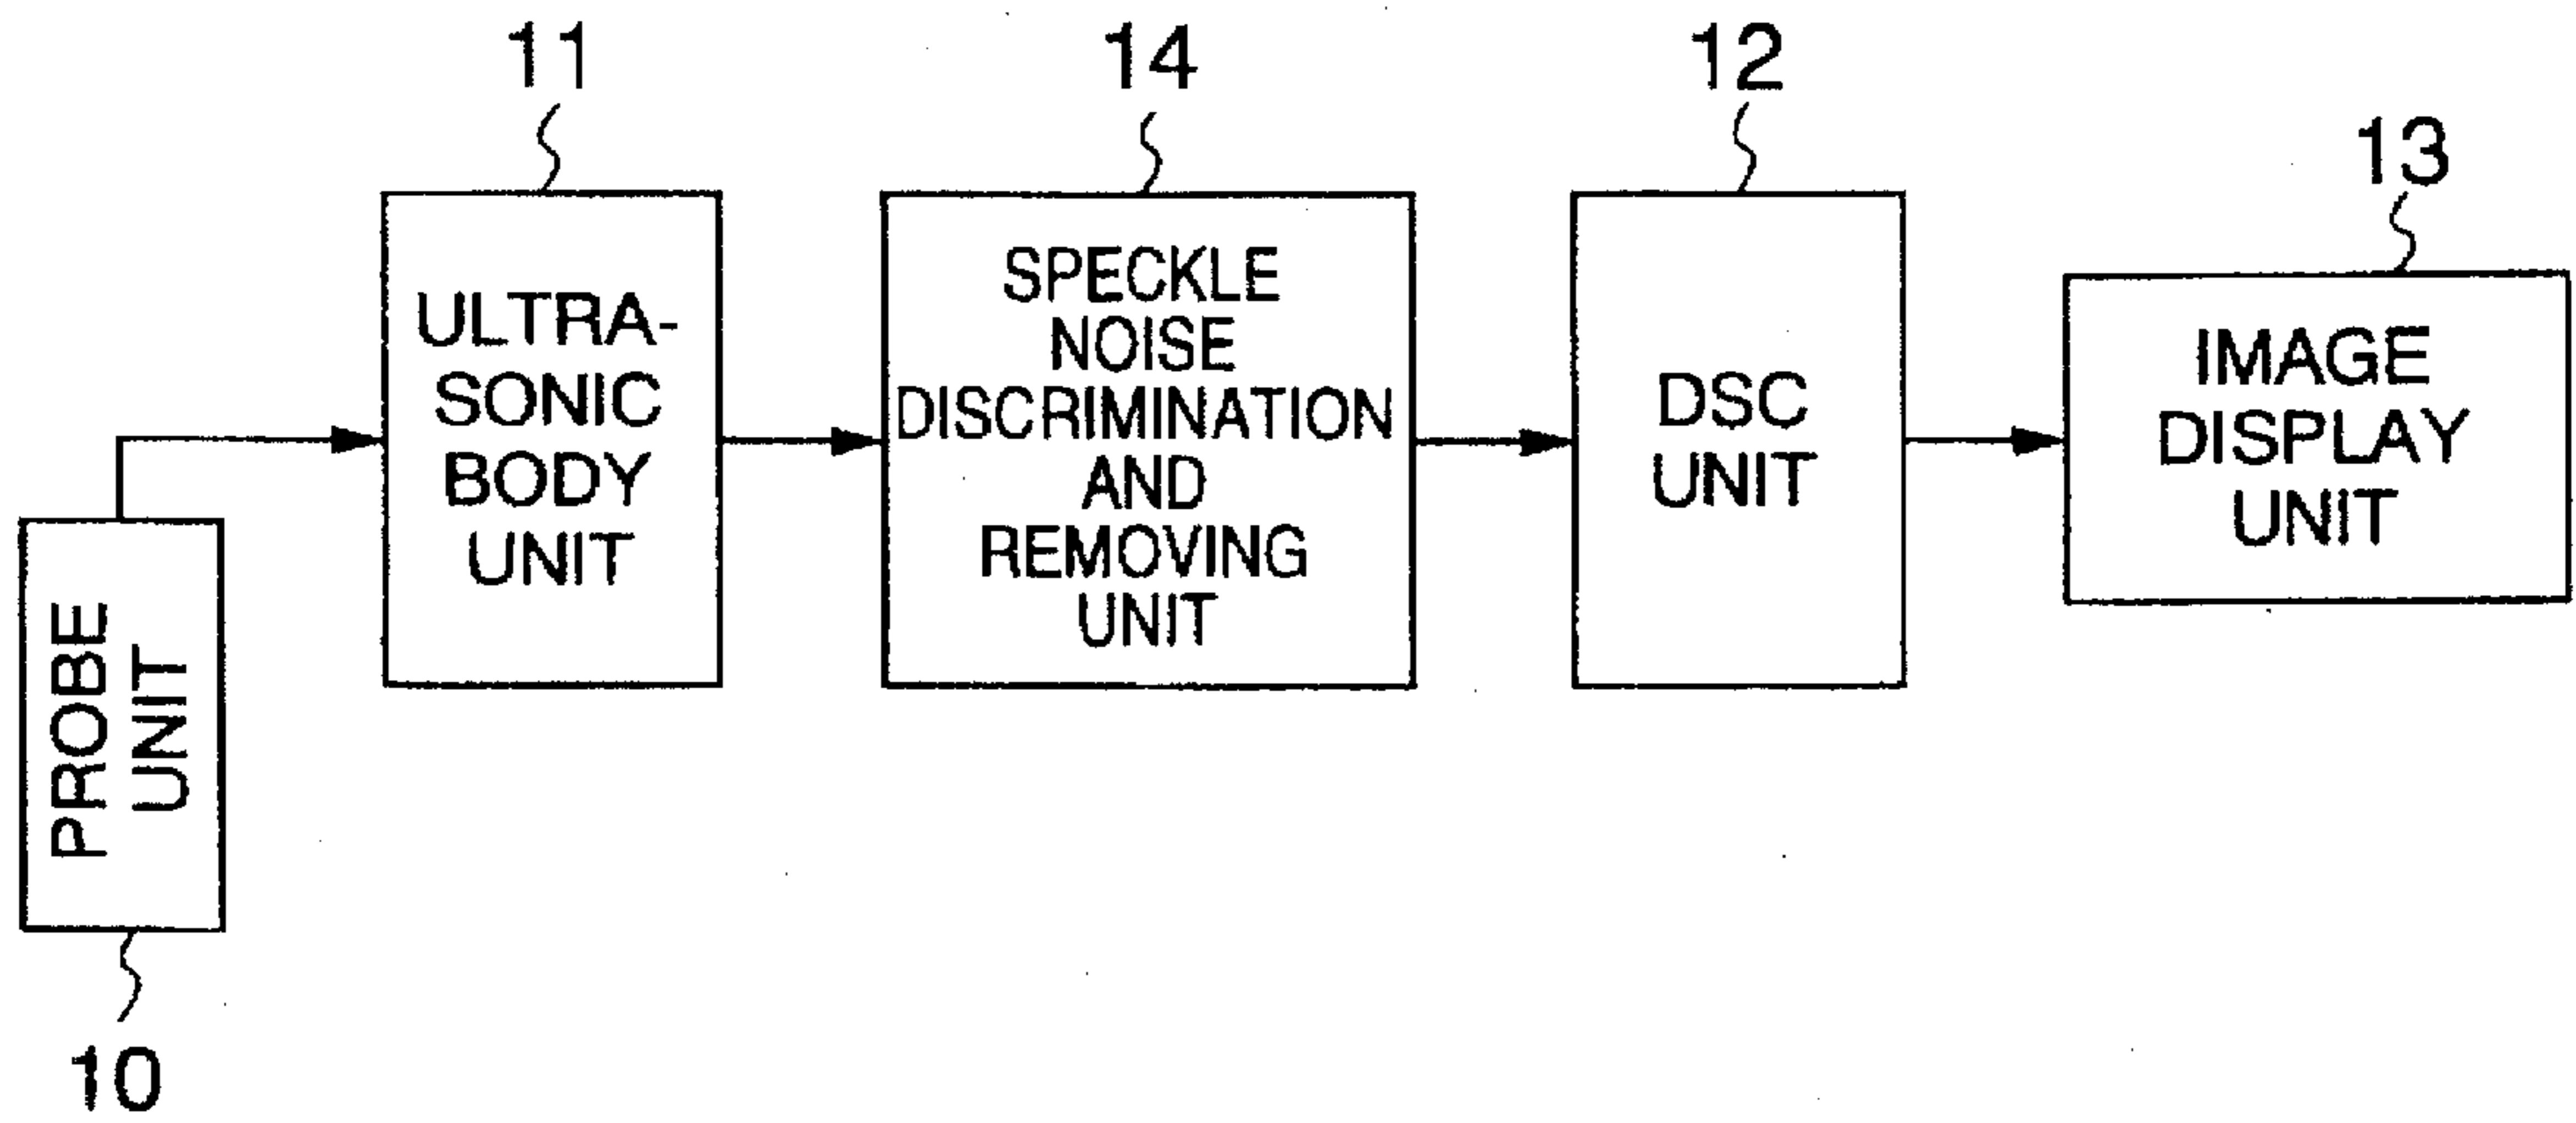 11
14
12
13
ULTRA-
SONIC
BODY
UNIT
SPECKLE
NOISE
DISCRIMINATION
AND
REMOVING
UNIT
DSC
UNIT
IMAGE
DISPLAY
UNIT
PROBE
UNIT
10